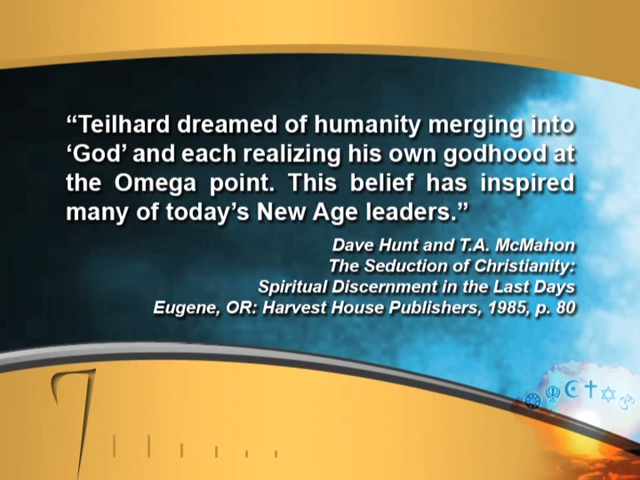 “Teilhard dreamed of humanity merging into
‘God’ and each realizing his own godhood at
the Omega point. This belief has inspired
many of today’s New Age leaders.”
Dave Hunt and T.A. McMahon
The Seduction of Christianity:
Spiritual Discernment in the Last Days
Eugene, OR: Harvest House Publishers, 1985, p. 80